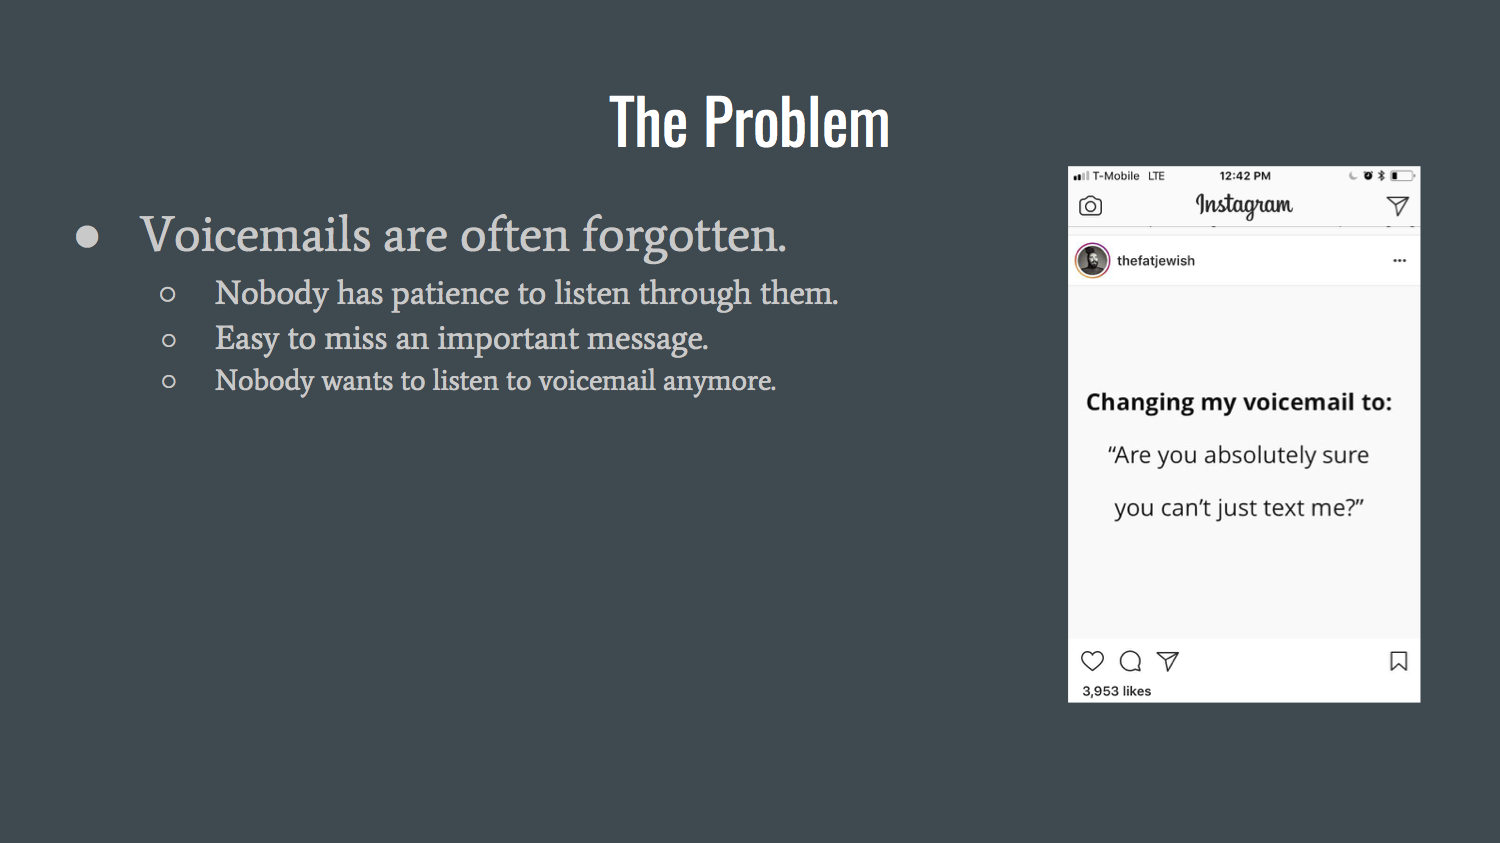 The Problem
● Voicemails are often forgotten.
○ Nobody has patience to listen through them.
○ Easy to miss an important message.
○ Nobody wants to listen to voicemail anymore.
T-Mobile LTE 12:42 PM
Instagram
thefatjewish
Changing my voicemail to:
“Are you absolutely sure
you can’t just text me?”
3,953 likes